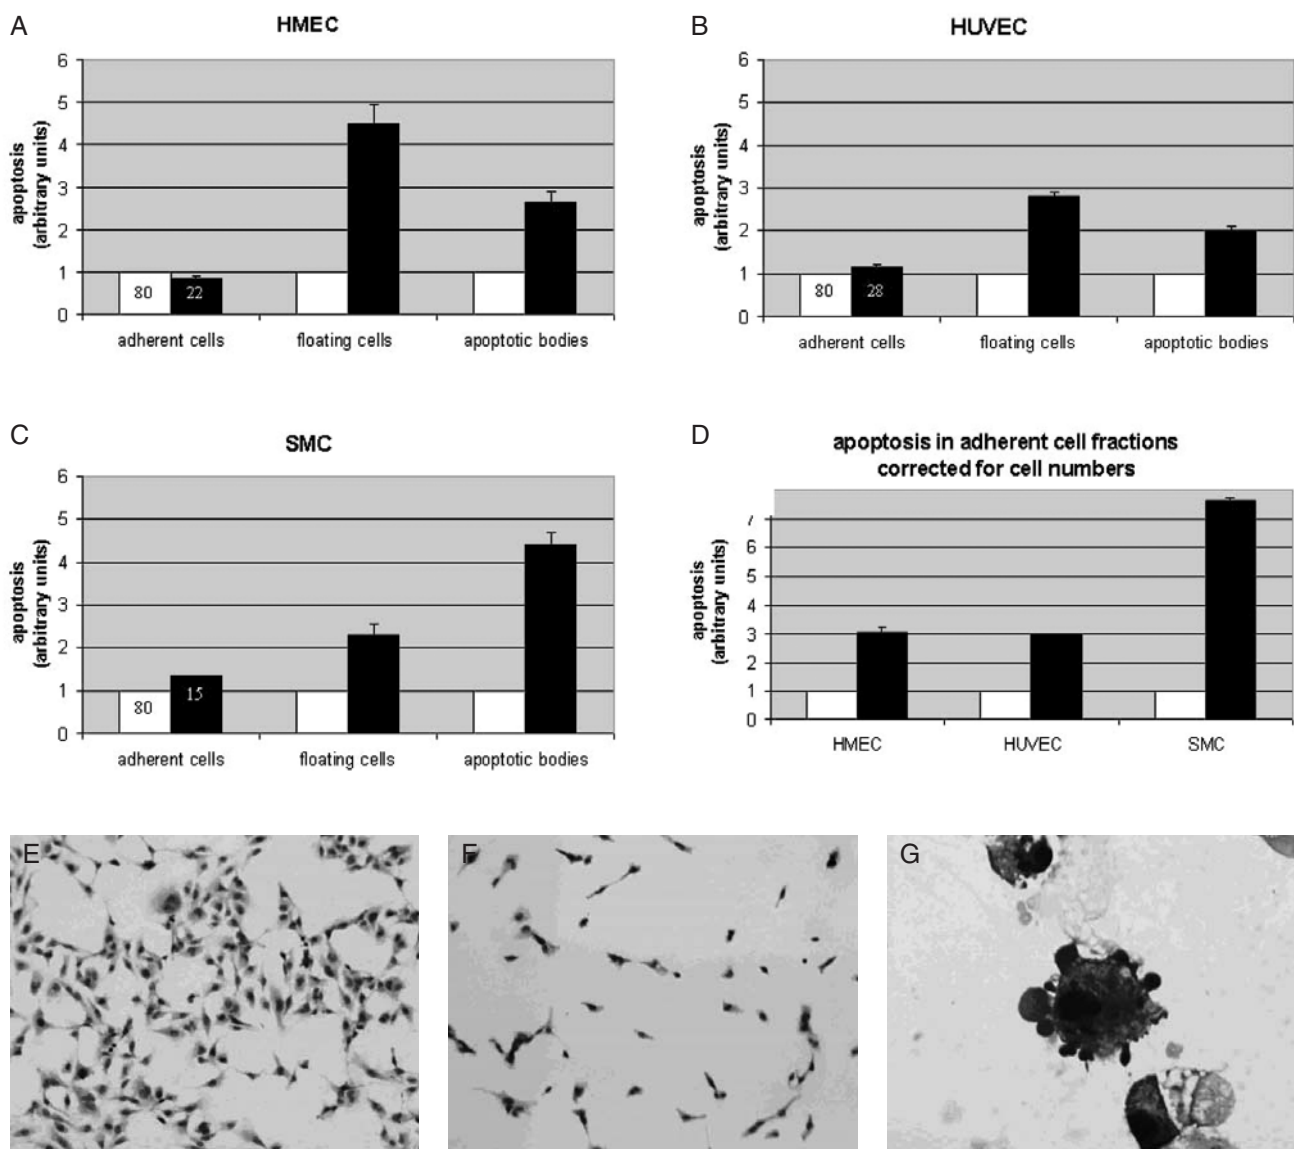 A
HMEC
6
5
4
3
2
1
0
apoptosis
(arbitrary units)
80
22
adherent cells
floating cells
apoptotic bodies
B
HUVEC
6
5
4
3
2
1
0
apoptosis
(arbitrary units)
80
28
adherent cells
floating cells
apoptotic bodies
C
SMC
6
5
4
3
2
1
0
apoptosis
(arbitrary units)
80
15
adherent cells
floating cells
apoptotic bodies
D
apoptosis in adherent cell fractions
corrected for cell numbers
7
6
5
4
3
2
1
0
apoptosis
(arbitrary units)
HMEC
HUVEC
SMC
E
F
G